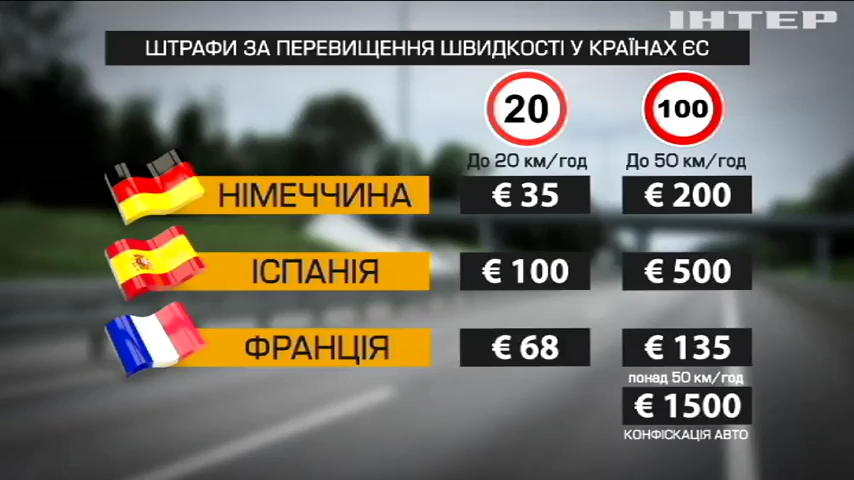 ІНТЕР
ШТРАФИ ЗА ПЕРЕВИЩЕННЯ ШВИДКОСТІ У КРАЇНАХ ЄС
20 100
До 20 км/год До 50 км/год
НІМЕЧЧИНА € 35 € 200
ІСПАНІЯ € 100 € 500
ФРАНЦІЯ € 68 € 135
понад 50 км/год
€ 1500
КОНФІСКАЦІЯ АВТО